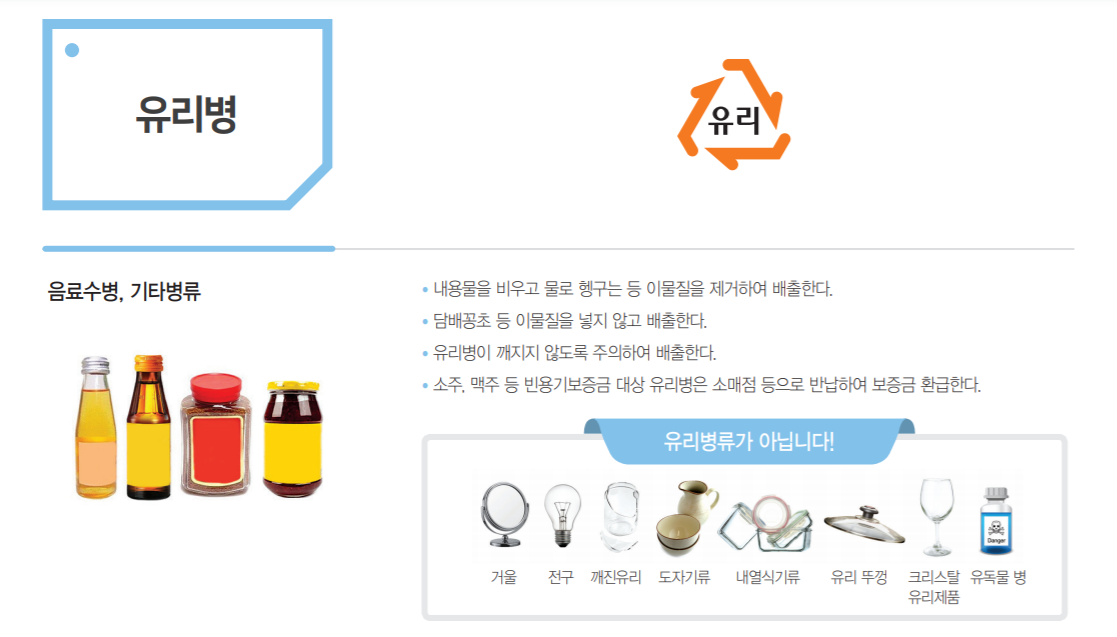 유리병
유리
음료수병, 기타병류
• 내용물을 비우고 물로 헹구는 등 이물질을 제거하여 배출한다.
• 담배꽁초 등 이물질을 넣지 않고 배출한다.
• 유리병이 깨지지 않도록 주의하여 배출한다.
• 소주, 맥주 등 빈용기보증금 대상 유리병은 소매점 등으로 반납하여 보증금 환급한다.
유리병류가 아닙니다!
Danger
거울 전구 깨진유리 도자기류 내열식기류 유리 뚜껑 크리스탈 유독물 병
유리제품